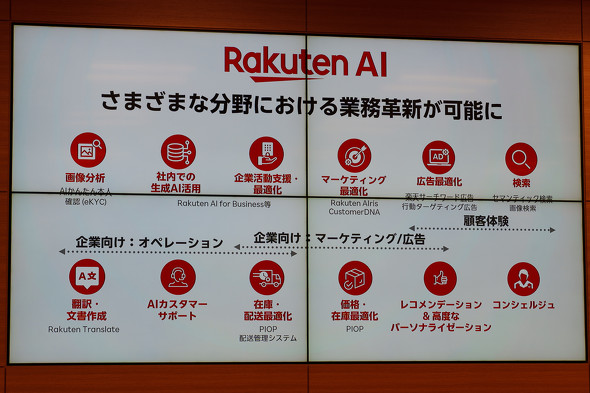 Rakuten AI
さまざまな分野における業務革新が可能に
画像分析
AIかんたん本人
確認 (eKYC)
社内での
生成AI活用
企業活動支援・
最適化
Rakuten AI for Business等
マーケティング
最適化
Rakuten AIris
CustomerDNA
AD
広告最適化
楽天サーチワード広告
行動ターゲティング広告
検索
セマンティック検索
画像検索
顧客体験
企業向け：オペレーション
企業向け：マーケティング/広告
A文
翻訳・
文書作成
Rakuten Translate
AIカスタマー
サポート
在庫・
配送最適化
PIOP
配送管理システム
価格・
在庫最適化
PIOP
レコメンデーション
& 高度な
パーソナライゼーション
コンシェルジュ